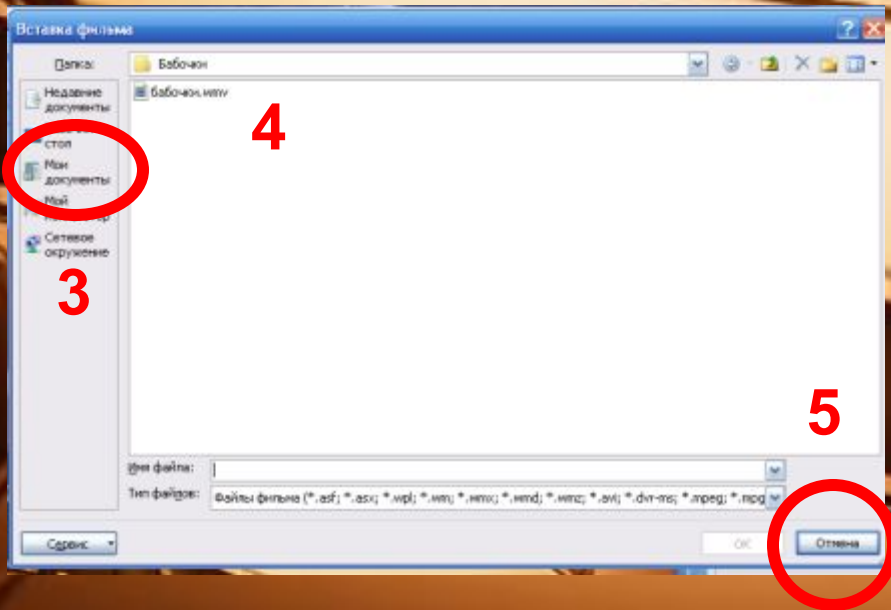 Вставка фильма
Папка:
Бабочки
Недавние
документы
бабочки.wmv
4
стол
Мои
документы
Мой
Сетевое
окружение
3
5
Имя файла:
Тип файлов:
Файлы фильма (*.asf; *.asx; *.wpl; *.wm; *.wmx; *.wmd; *.wmz; *.avi; *.dvr-ms; *.mpeg; *.mpg
Сервис
ОК
Отмена